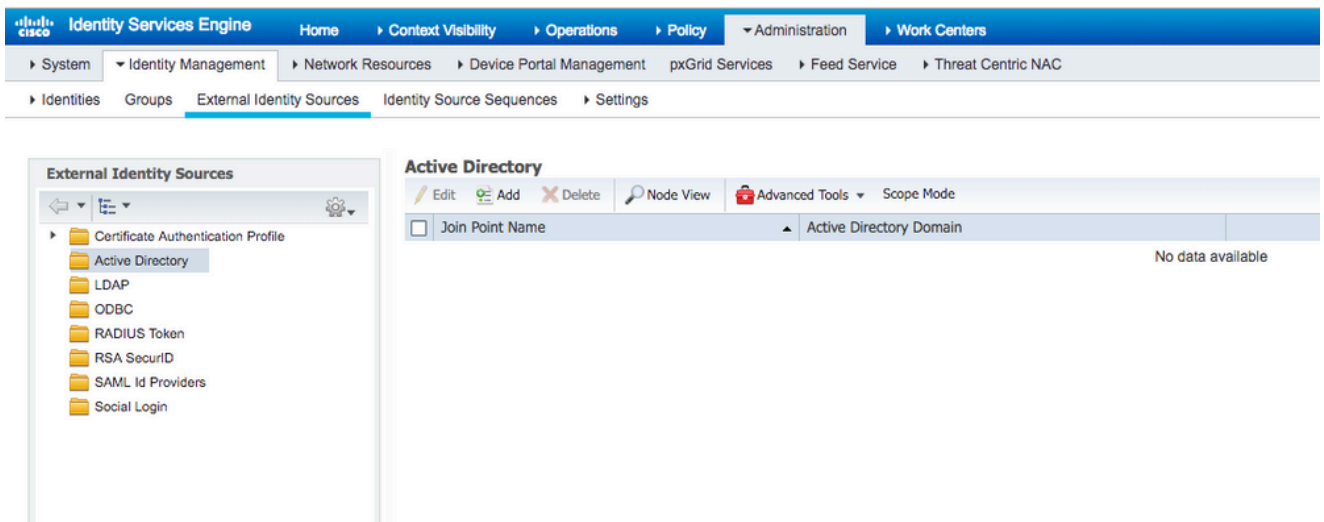 cisco Identity Services Engine Home Context Visibility Operations Policy Administration Work Centers
System Identity Management Network Resources Device Portal Management pxGrid Services Feed Service Threat Centric NAC
Identities Groups External Identity Sources Identity Source Sequences Settings
External Identity Sources
Certificate Authentication Profile
Active Directory
LDAP
ODBC
RADIUS Token
RSA SecurID
SAML Id Providers
Social Login
Active Directory
Edit Add Delete Node View Advanced Tools Scope Mode
Join Point Name Active Directory Domain
No data available